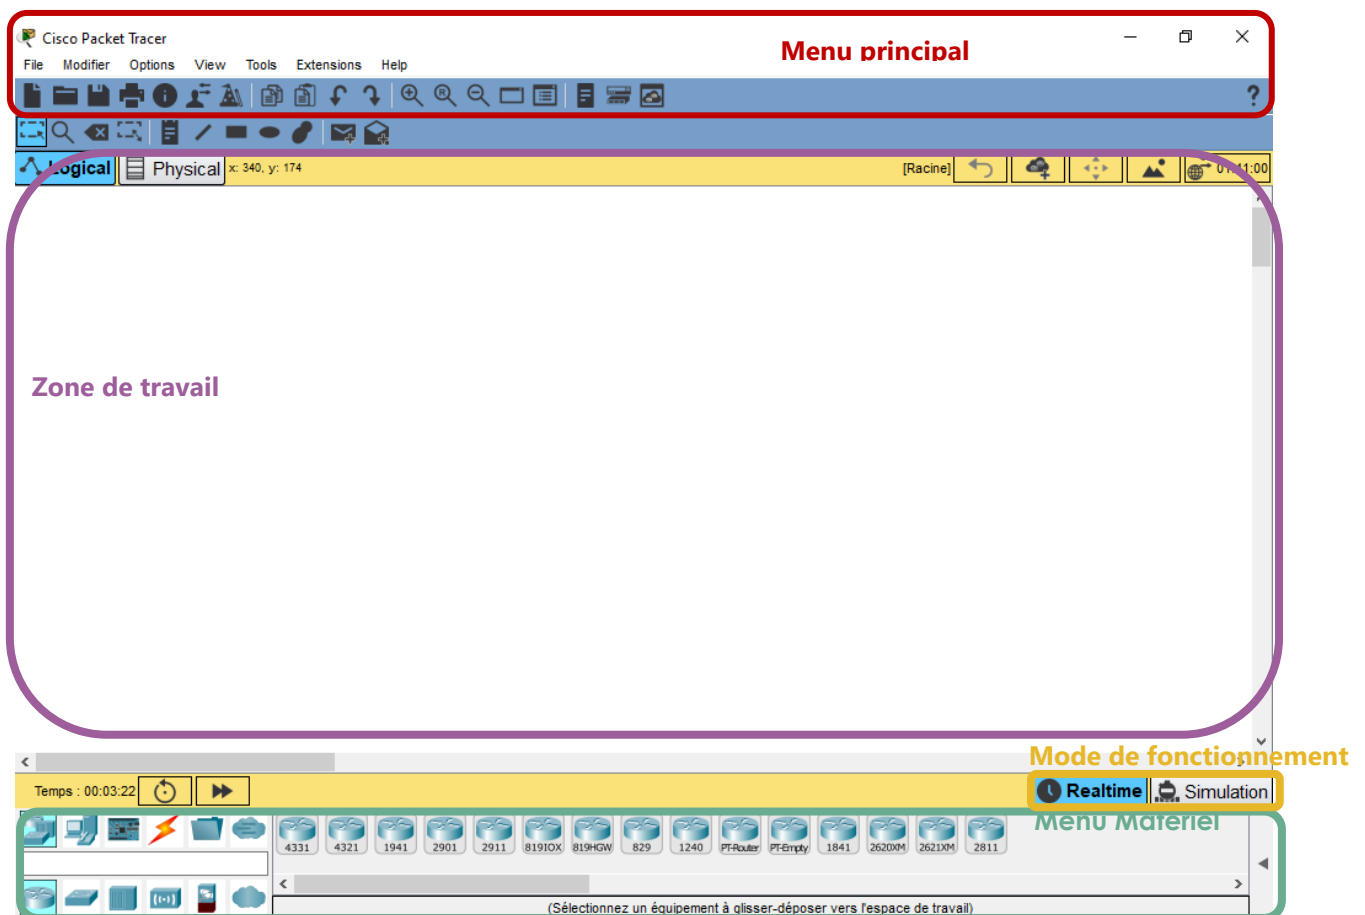 Cisco Packet Tracer
Menu principal
File Modifier Options View Tools Extensions Help
?
Logical Physical x: 340, y: 174 [Racine] 01:11:00
Zone de travail
Mode de fonctionnement
Temps : 00:03:22 Realtime Simulation
Menu Matériel
4331 4321 1941 2901 2911 819IOX 819HGW 829 1240 PT-Router PT-Empty 1841 2620XM 2621XM 2811
(Sélectionnez un équipement à glisser-déposer vers l'espace de travail)